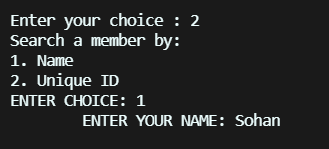 Enter your choice : 2
Search a member by:
1. Name
2. Unique ID
ENTER CHOICE: 1
        ENTER YOUR NAME: Sohan